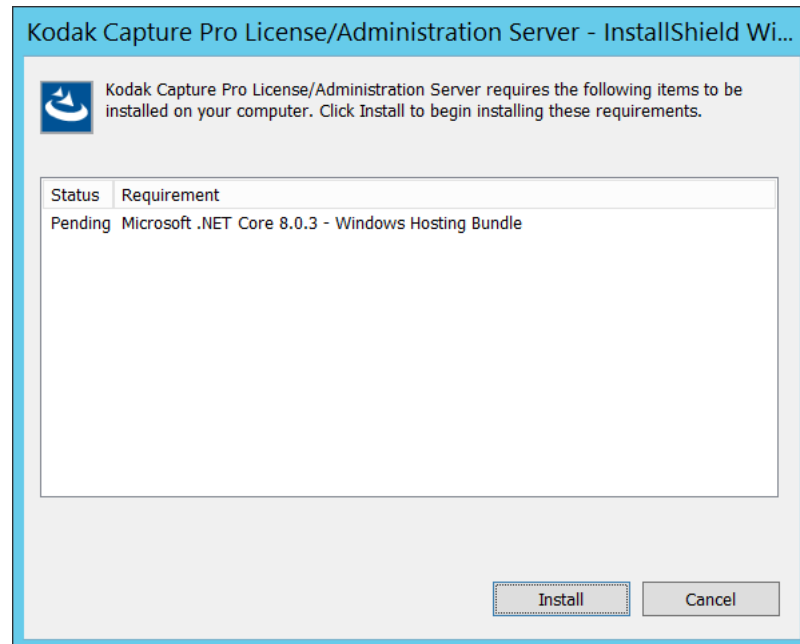 Kodak Capture Pro License/Administration Server - InstallShield Wi...
Kodak Capture Pro License/Administration Server requires the following items to be
installed on your computer. Click Install to begin installing these requirements.
Status Requirement
Pending Microsoft .NET Core 8.0.3 - Windows Hosting Bundle
Install Cancel